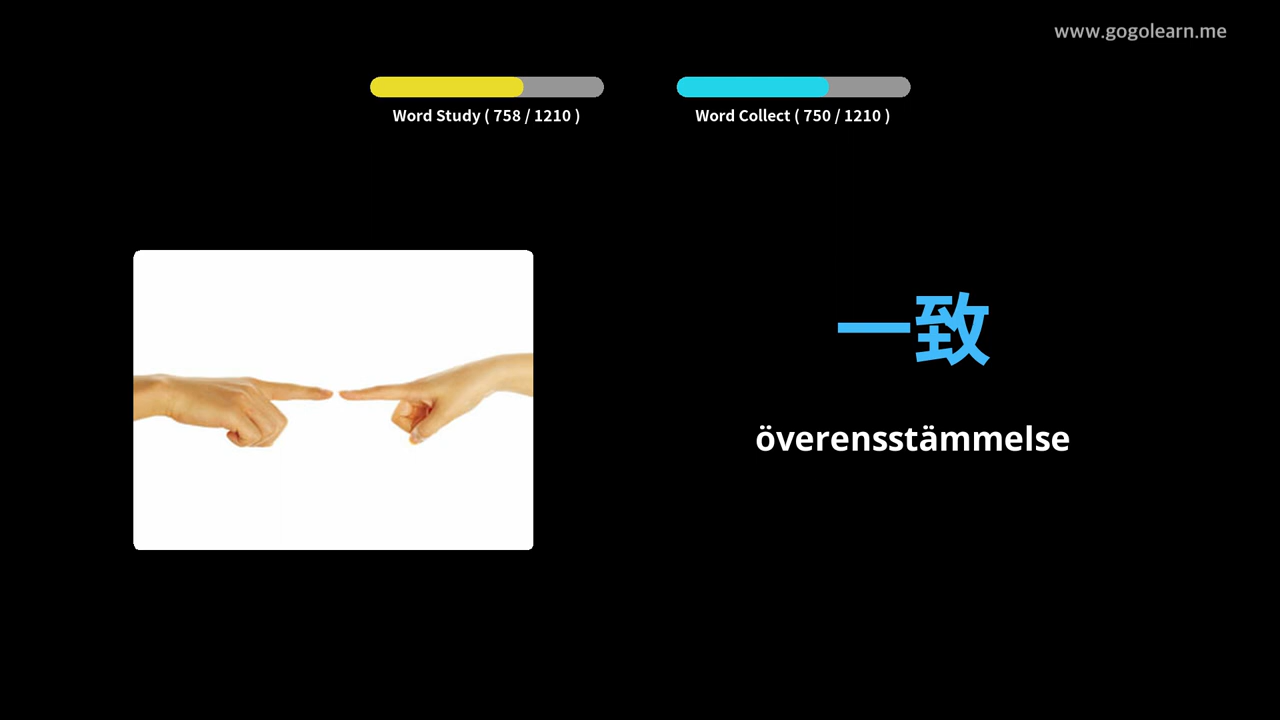 www.gogolearn.me
Word Study ( 758 / 1210 )
Word Collect ( 750 / 1210 )
一致
överensstämmelse